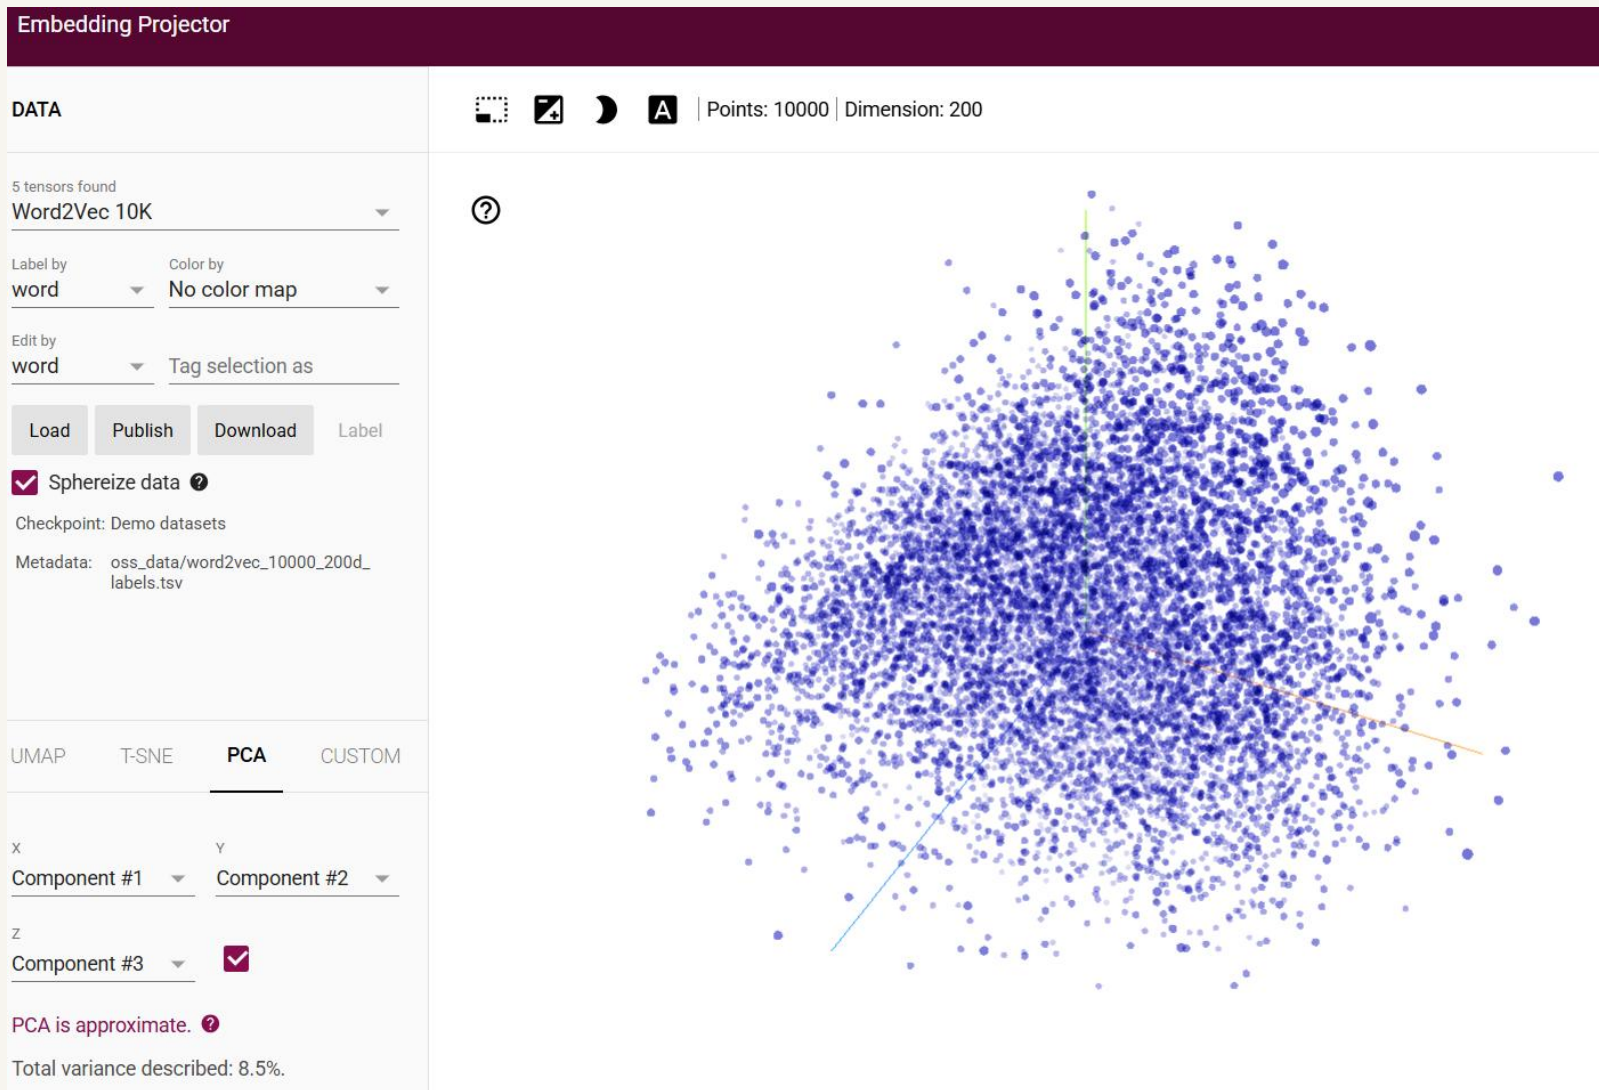 Embedding Projector
DATA
A
Points: 10000
Dimension: 200
5 tensors found
Word2Vec 10K
Label by
Color by
word
No color map
Edit by
word
Tag selection as
Load
Publish
Download
Label
Sphereize data ?
Checkpoint: Demo datasets
Metadata: oss_data/word2vec_10000_200d_
labels.tsv
?
UMAP
T-SNE
PCA
CUSTOM
X
Y
Component #1
Component #2
Z
Component #3
PCA is approximate. ?
Total variance described: 8.5%.